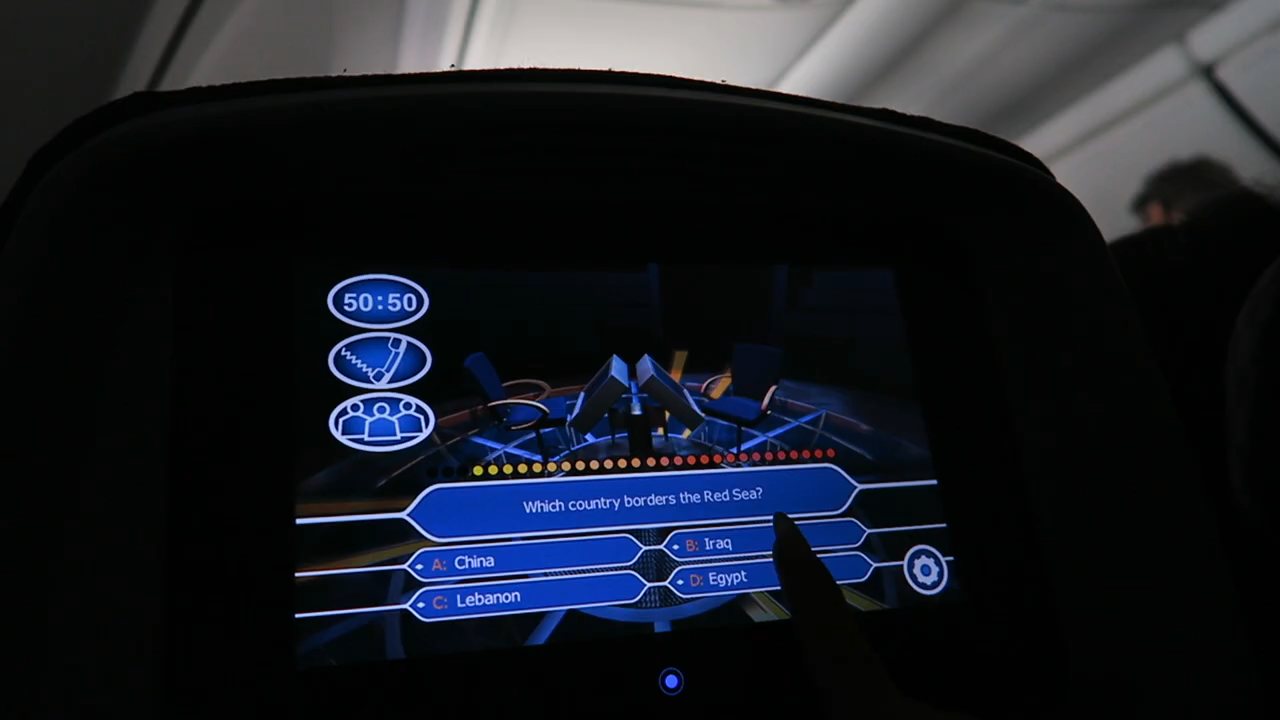 50:50
Which country borders the Red Sea?
A: China
B: Iraq
C: Lebanon
D: Egypt